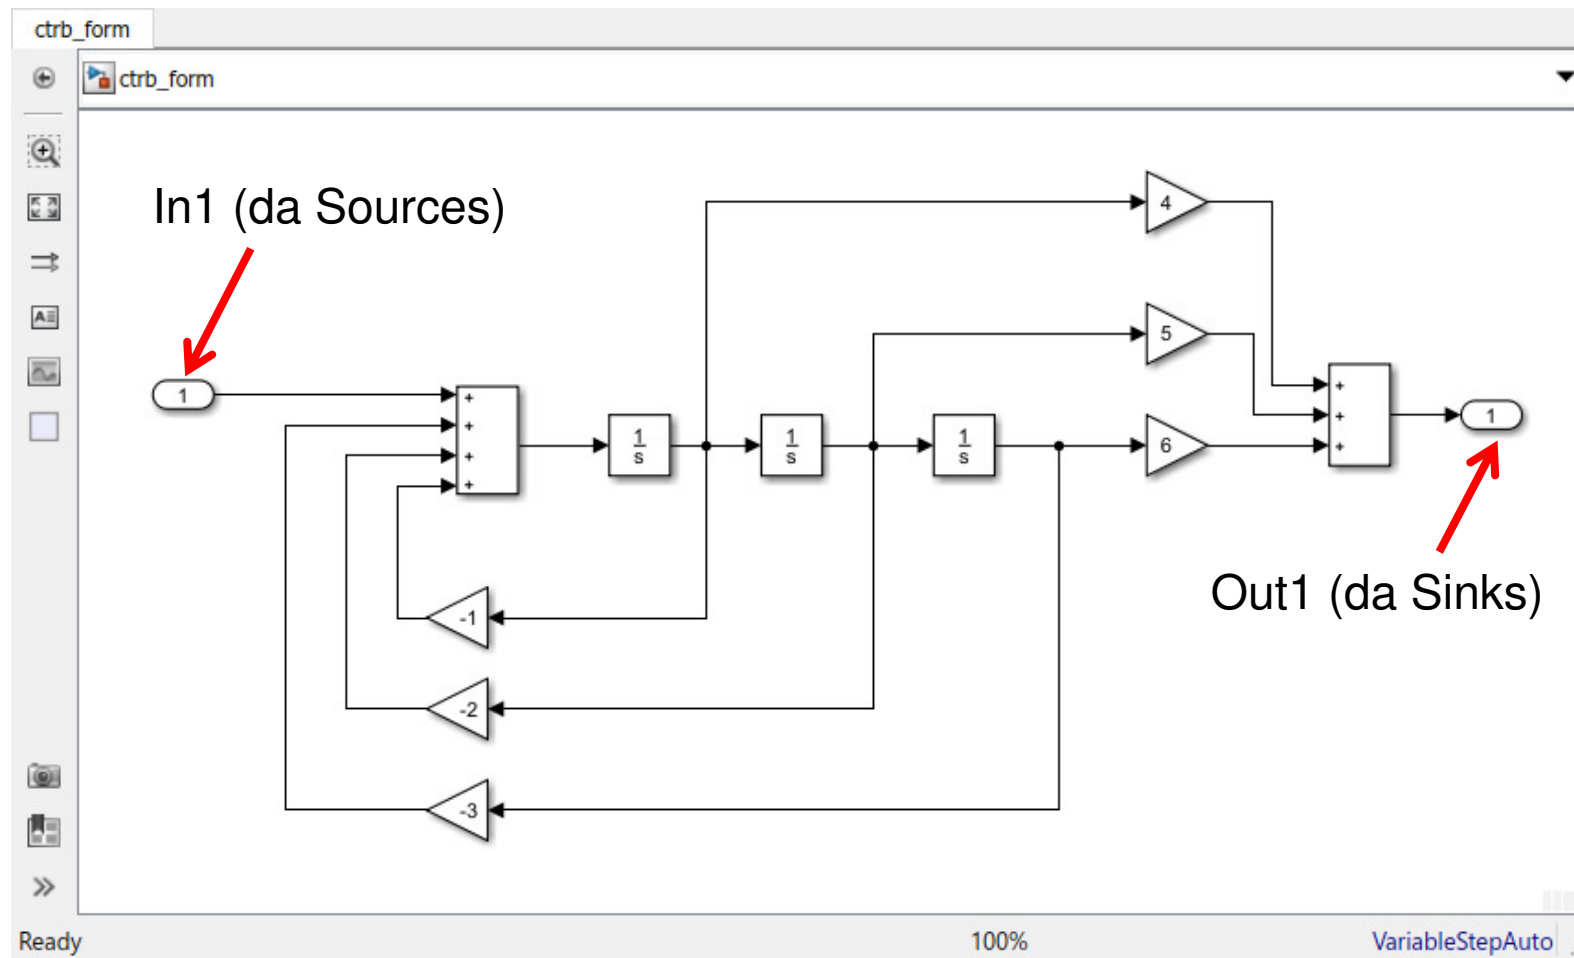 ctrb_form
ctrb_form
In1 (da Sources)
4
5
1
+
+
+
+
1
s
1
s
1
s
6
+
+
+
1
-1
-2
-3
Out1 (da Sinks)
Ready
100%
VariableStepAuto